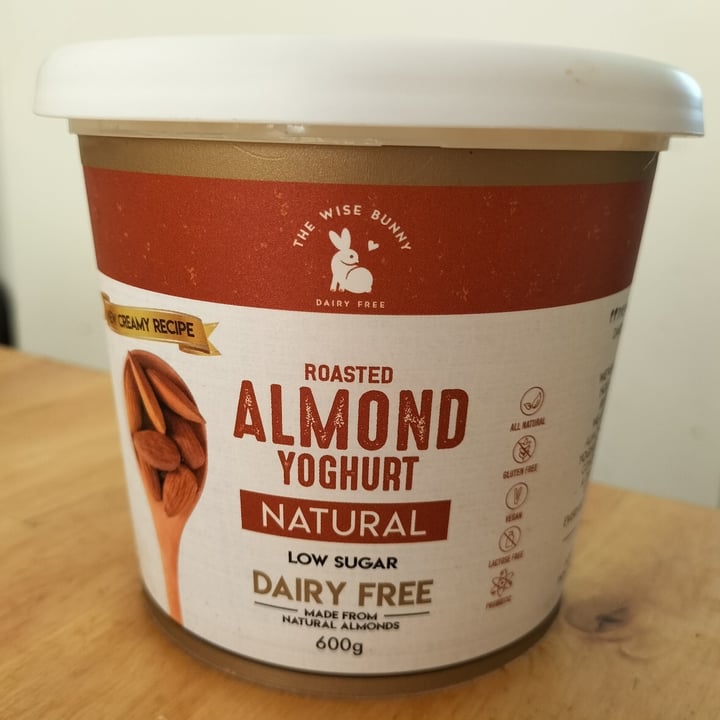 THE WISE BUNNY
DAIRY FREE
CREAMY RECIPE
ROASTED
ALMOND
YOGHURT
NATURAL
LOW SUGAR
DAIRY FREE
MADE FROM
NATURAL ALMONDS
600g
ALL NATURAL
GLUTEN FREE
VEGAN
LACTOSE FREE
PROBIOTIC